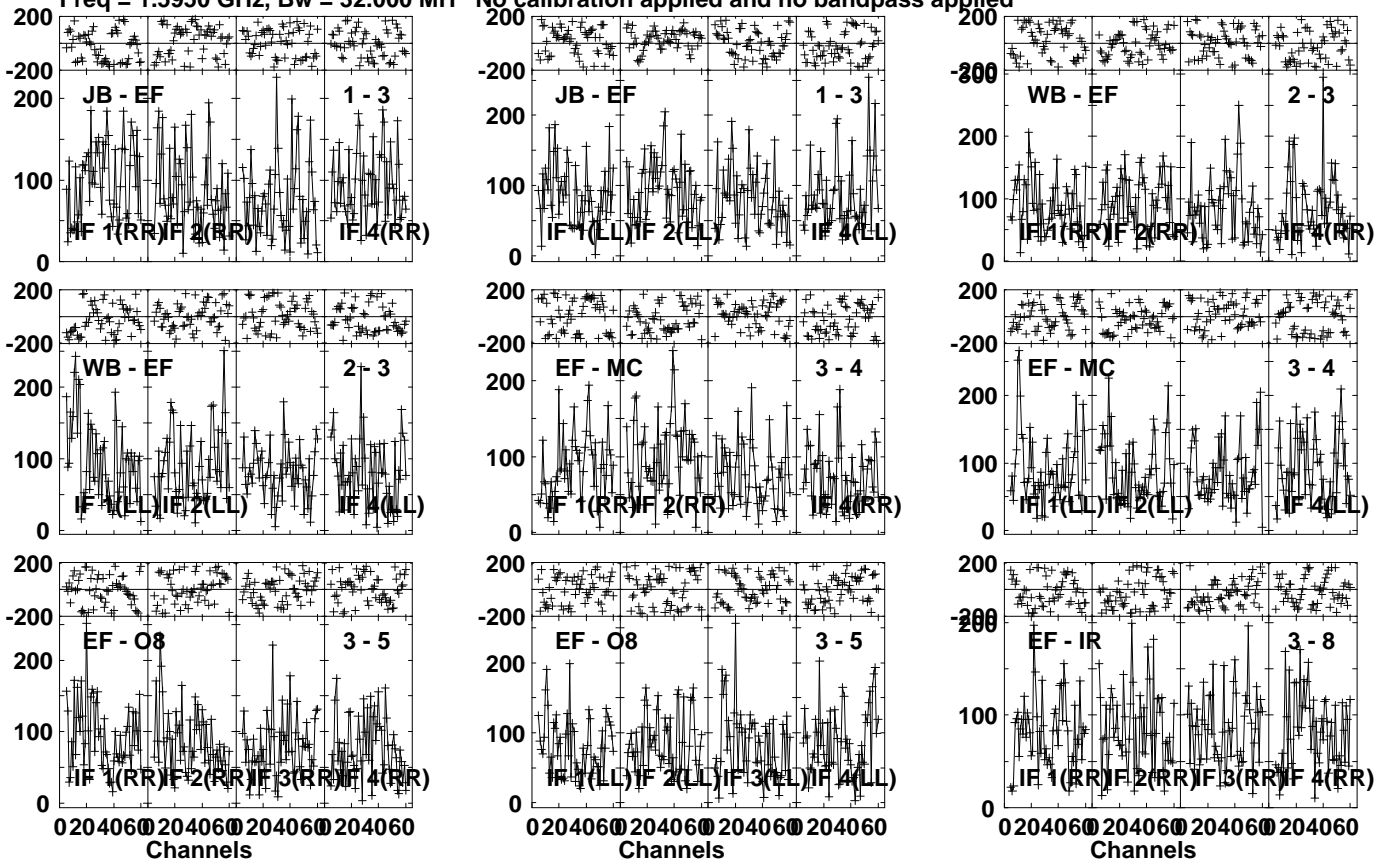 Freq = 1.5950 GHz, Bw = 32.000 MH No calibration applied and no bandpass applied
200
-200
JB - EF 1 - 3
200
100
0
IF 1(RR) IF 2(RR) IF 4(RR)
200
-200
JB - EF 1 - 3
200
100
0
IF 1(LL) IF 2(LL) IF 4(LL)
200
-200
300
WB - EF 2 - 3
200
100
0
IF 1(RR) IF 2(RR) IF 4(RR)
200
-200
WB - EF 2 - 3
200
100
0
IF 1(LL) IF 2(LL) IF 4(LL)
200
-200
EF - MC 3 - 4
200
100
0
IF 1(RR) IF 2(RR) IF 4(RR)
200
-200
EF - MC 3 - 4
200
100
0
IF 1(LL) IF 2(LL) IF 4(LL)
200
-200
EF - O8 3 - 5
200
100
0
IF 1(RR) IF 2(RR) IF 3(RR) IF 4(RR)
0 20 40 60 0 20 40 60 0 20 40 60 0 20 40 60
Channels
200
-200
EF - O8 3 - 5
200
100
0
IF 1(LL) IF 2(LL) IF 3(LL) IF 4(LL)
0 20 40 60 0 20 40 60 0 20 40 60 0 20 40 60
Channels
200
-200
200
EF - IR 3 - 8
100
0
IF 1(RR) IF 2(RR) IF 3(RR) IF 4(RR)
0 20 40 60 0 20 40 60 0 20 40 60 0 20 40 60
Channels